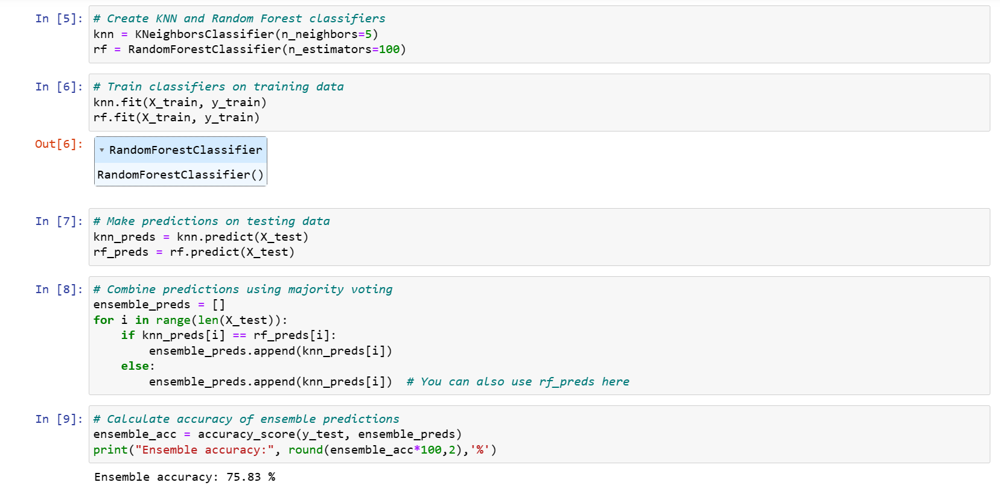 In [5]: # Create KNN and Random Forest classifiers
knn = KNeighborsClassifier(n_neighbors=5)
rf = RandomForestClassifier(n_estimators=100)
In [6]: # Train classifiers on training data
knn.fit(X_train, y_train)
rf.fit(X_train, y_train)
Out[6]: ▾ RandomForestClassifier
RandomForestClassifier()
In [7]: # Make predictions on testing data
knn_preds = knn.predict(X_test)
rf_preds = rf.predict(X_test)
In [8]: # Combine predictions using majority voting
ensemble_preds = []
for i in range(len(X_test)):
    if knn_preds[i] == rf_preds[i]:
        ensemble_preds.append(knn_preds[i])
    else:
        ensemble_preds.append(knn_preds[i])  # You can also use rf_preds here
In [9]: # Calculate accuracy of ensemble predictions
ensemble_acc = accuracy_score(y_test, ensemble_preds)
print("Ensemble accuracy:", round(ensemble_acc*100,2),'%')
Ensemble accuracy: 75.83 %